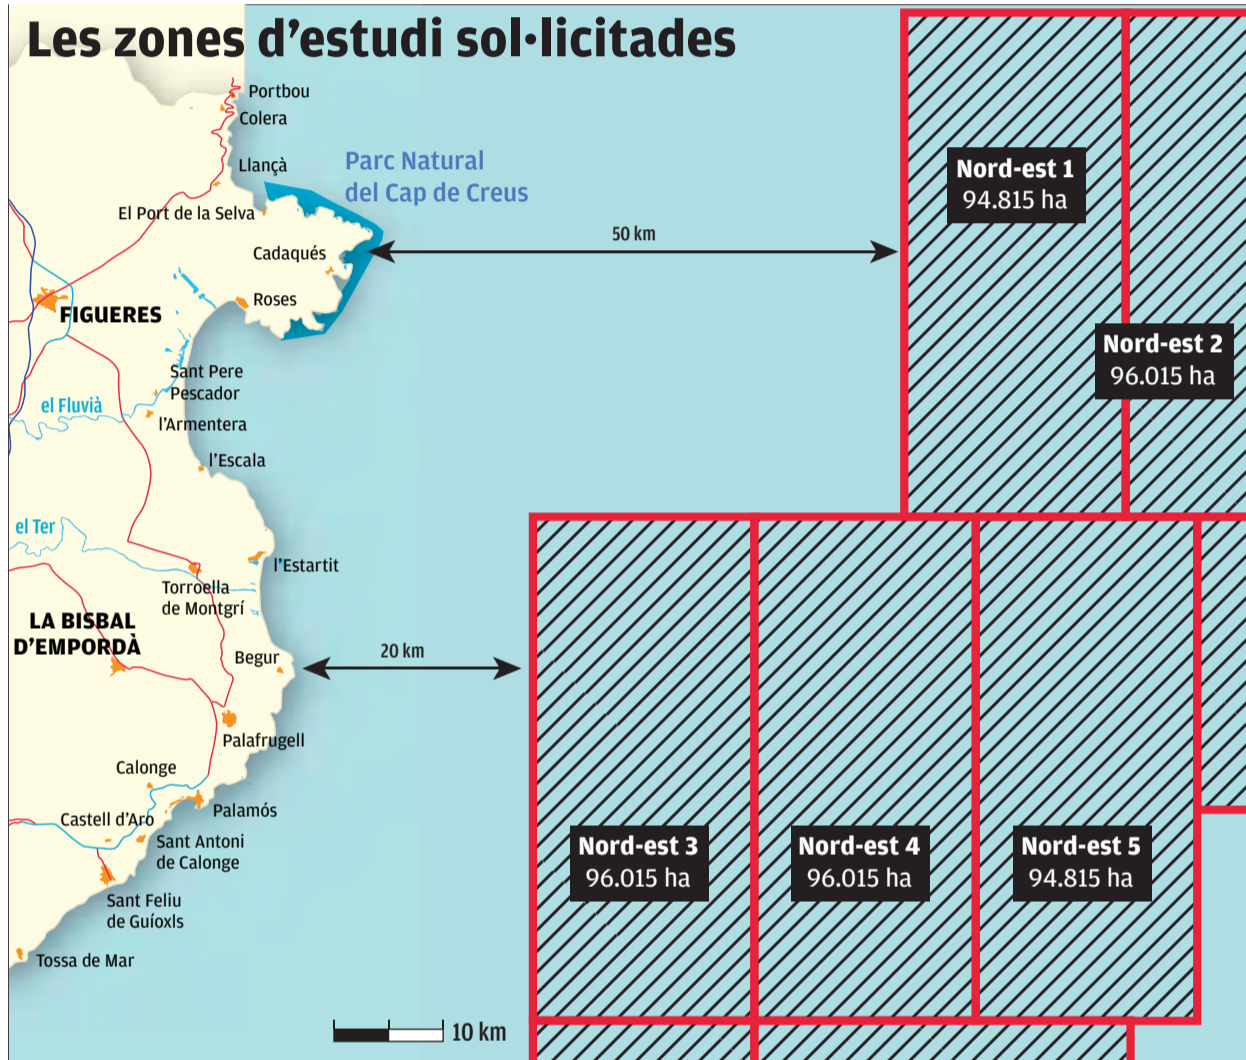 Les zones d'estudi sol·licitades
Portbou
Colera
Llançà
Parc Natural
del Cap de Creus
El Port de la Selva
Cadaqués
50 km
Nord-est 1
94.815 ha
Roses
FIGUERES
Nord-est 2
96.015 ha
Sant Pere
Pescador
el Fluvià
l'Armentera
l'Escala
el Ter
l'Estartit
Torroella
de Montgrí
LA BISBAL
D'EMPORDÀ
Begur
20 km
Palafrugell
Calonge
Palamós
Castell d'Aro
Sant Antoni
de Calonge
Nord-est 3
96.015 ha
Nord-est 4
96.015 ha
Nord-est 5
94.815 ha
Sant Feliu
de Guíoxls
Tossa de Mar
10 km